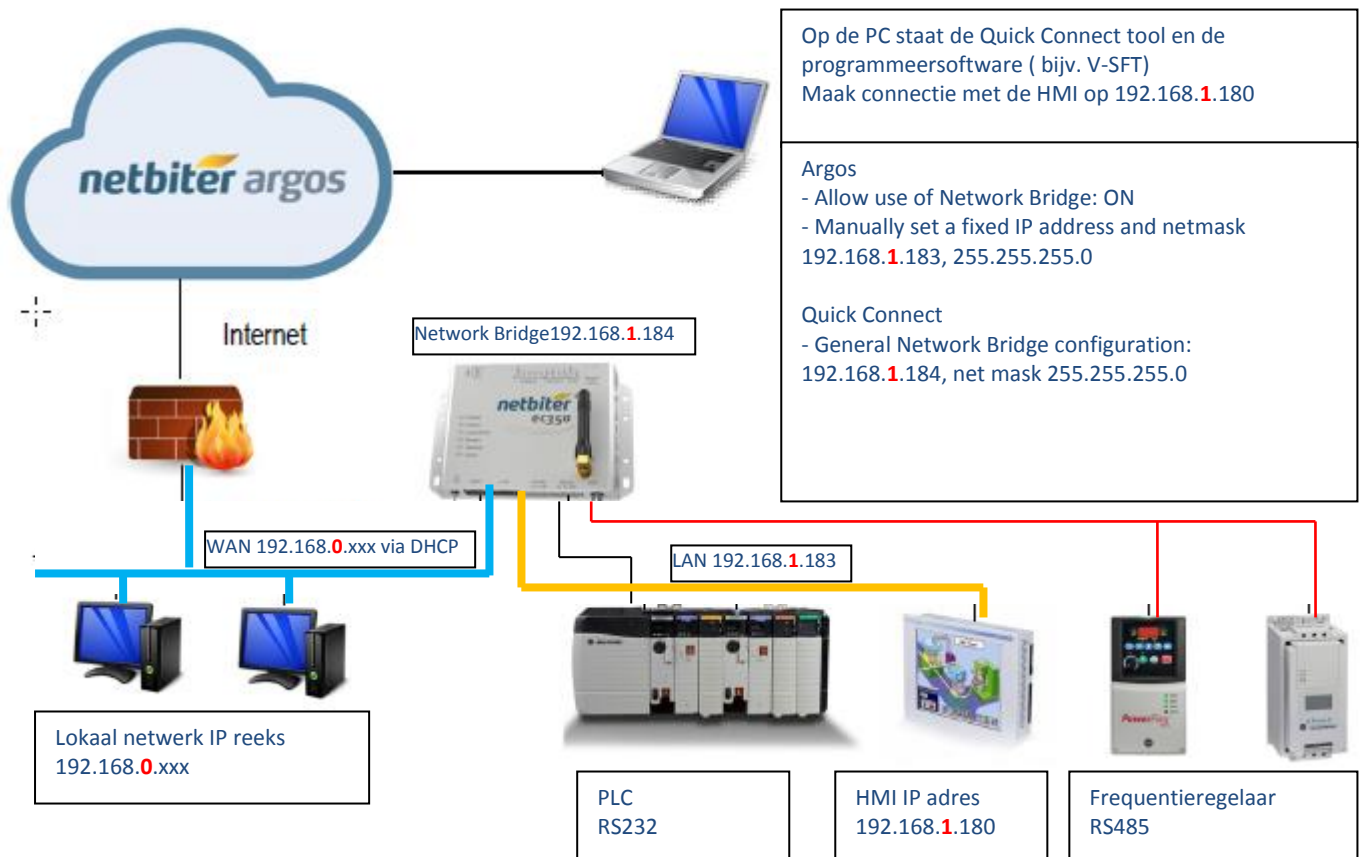 netbiter argos
Op de PC staat de Quick Connect tool en de
programmeersoftware ( bijv. V-SFT)
Maak connectie met de HMI op 192.168.1.180
Argos
- Allow use of Network Bridge: ON
- Manually set a fixed IP address and netmask
192.168.1.183, 255.255.255.0
Quick Connect
- General Network Bridge configuration:
192.168.1.184, net mask 255.255.255.0
Internet
Network Bridge192.168.1.184
netbiter
ec350
WAN 192.168.0.xxx via DHCP
LAN 192.168.1.183
PowerFlex
Lokaal netwerk IP reeks
192.168.0.xxx
PLC
RS232
HMI IP adres
192.168.1.180
Frequentieregelaar
RS485